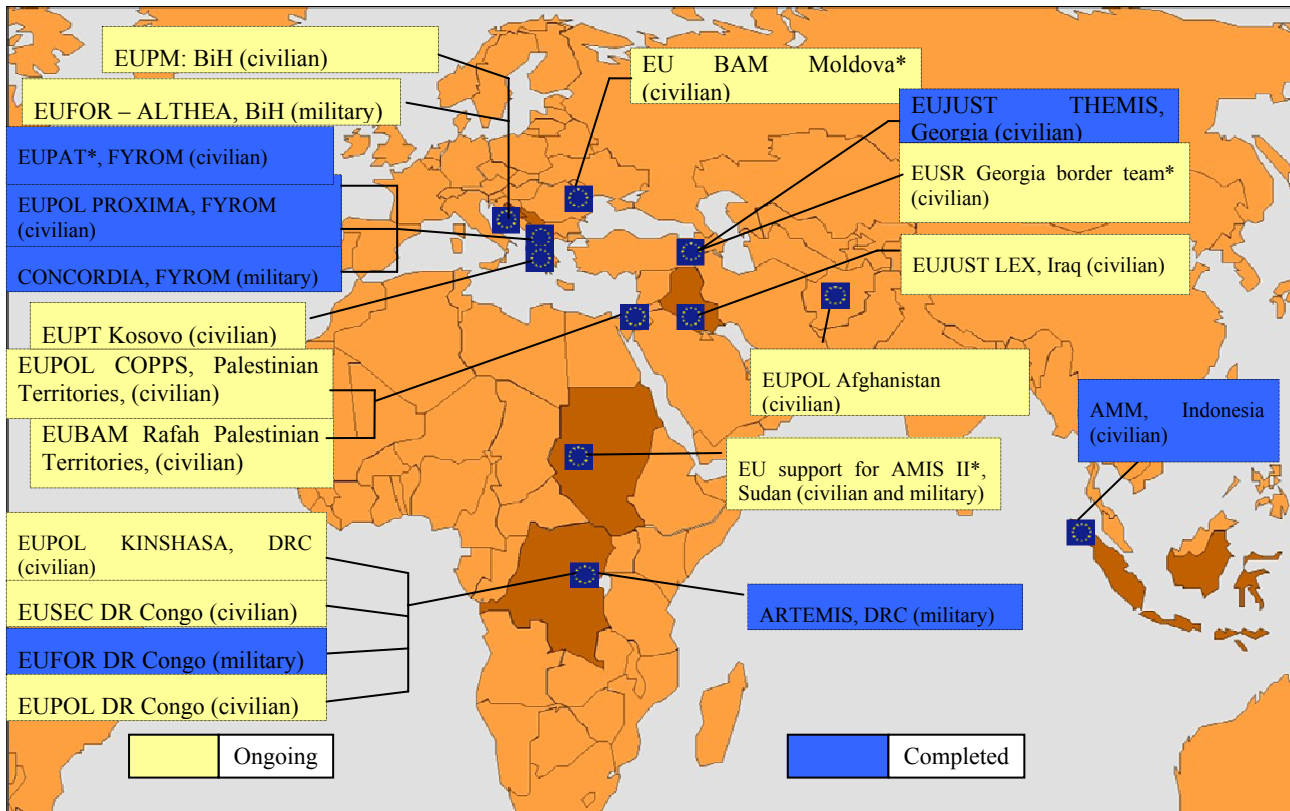 EUPM: BiH (civilian)
EUFOR – ALTHEA, BiH (military)
EUPAT*, FYROM (civilian)
EUPOL PROXIMA, FYROM
(civilian)
CONCORDIA, FYROM (military)
EUPT Kosovo (civilian)
EUPOL COPPS, Palestinian
Territories, (civilian)
EUBAM Rafah Palestinian
Territories, (civilian)
EU BAM Moldova*
(civilian)
EUJUST THEMIS,
Georgia (civilian)
EUSR Georgia border team*
(civilian)
EUJUST LEX, Iraq (civilian)
EUPOL Afghanistan
(civilian)
AMM, Indonesia
(civilian)
EU support for AMIS II*,
Sudan (civilian and military)
EUPOL KINSHASA, DRC
(civilian)
EUSEC DR Congo (civilian)
EUFOR DR Congo (military)
EUPOL DR Congo (civilian)
ARTEMIS, DRC (military)
Ongoing
Completed